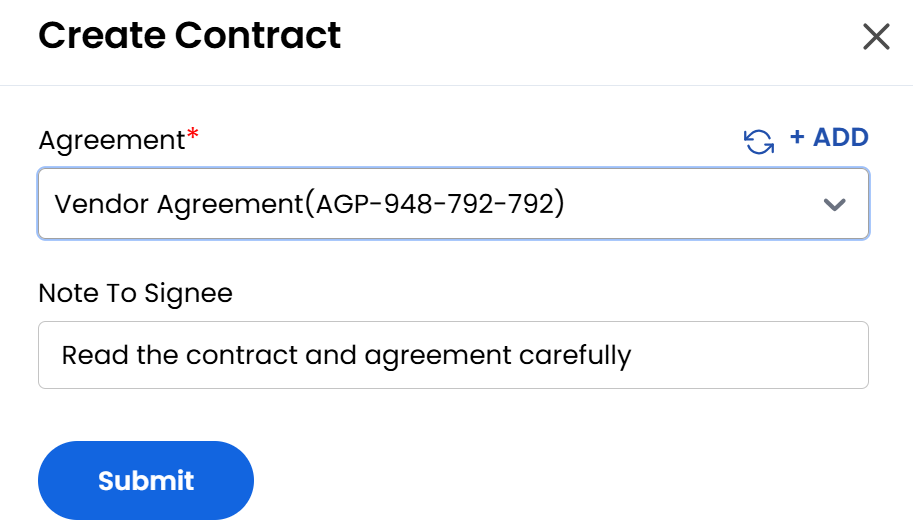 Create Contract
Agreement*
+ ADD
Vendor Agreement(AGP-948-792-792)
Note To Signee
Read the contract and agreement carefully
Submit